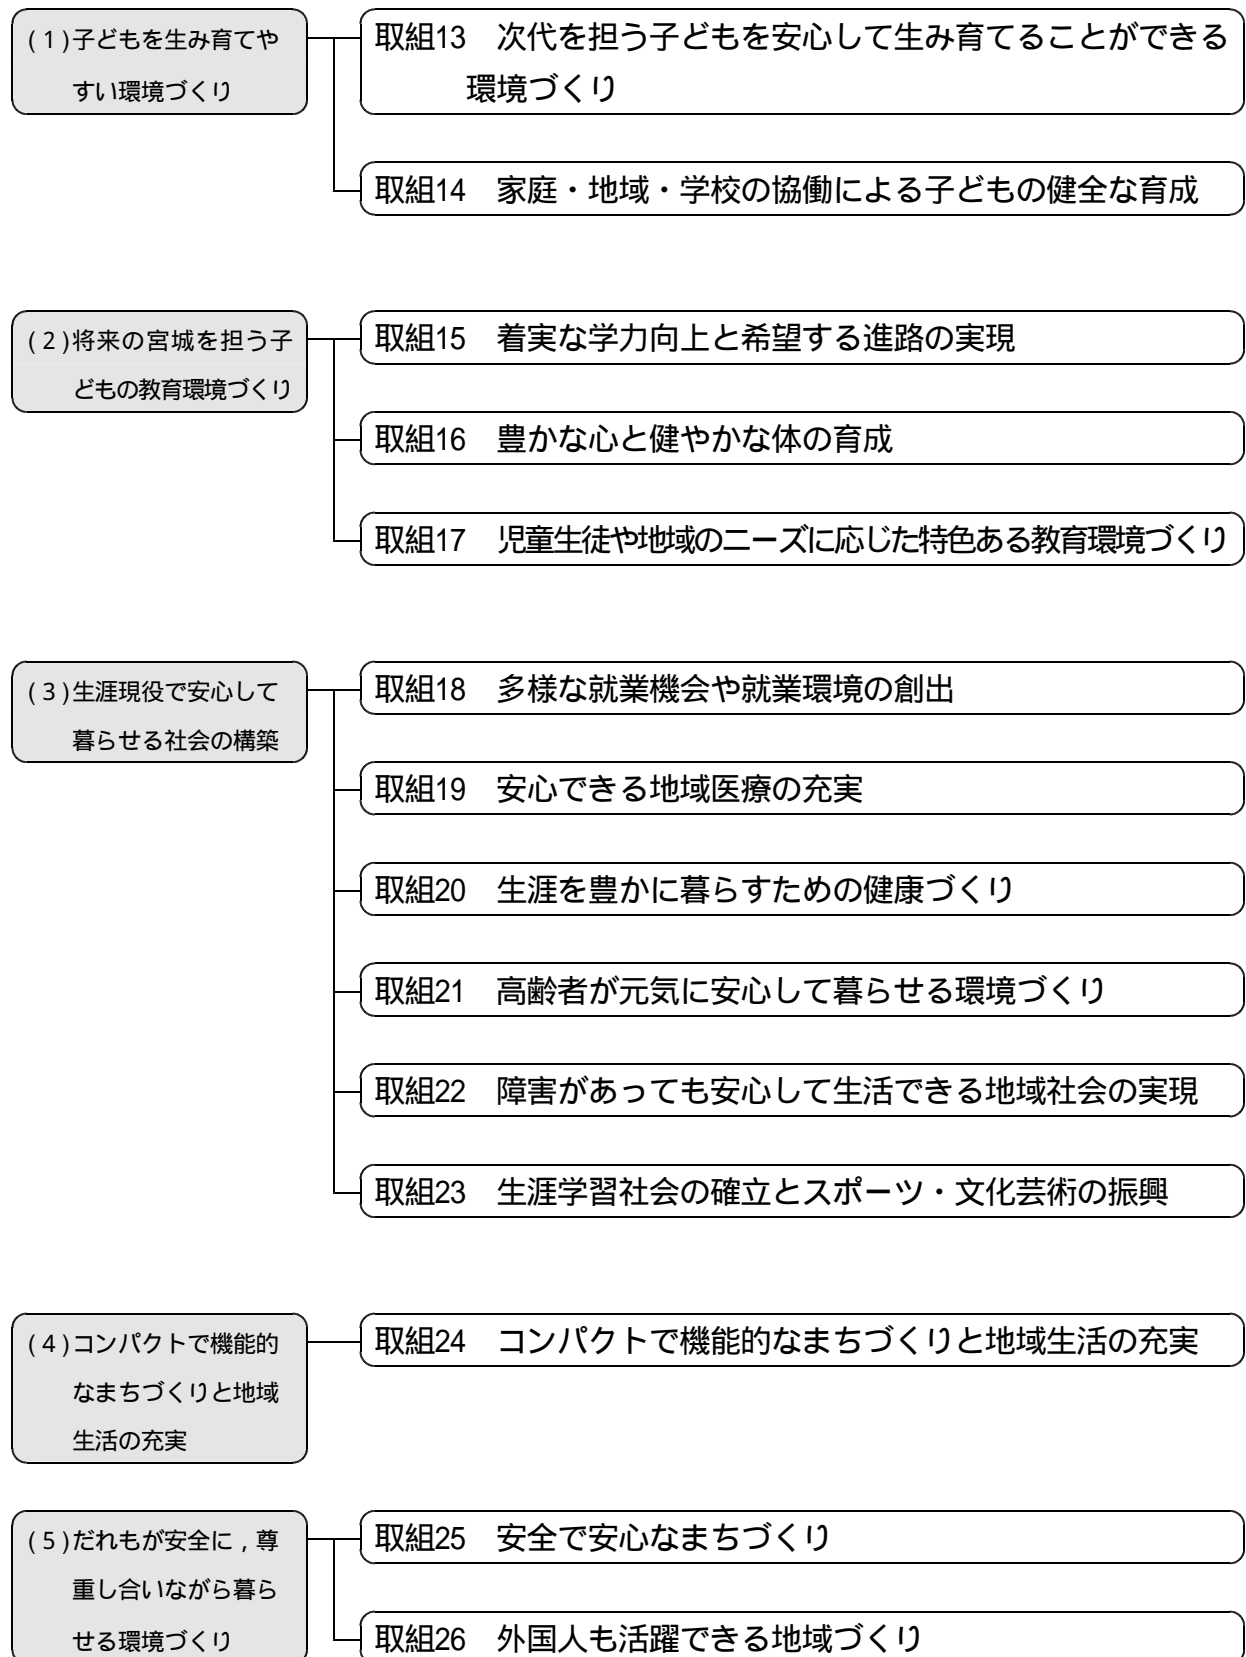 (1)子どもを生み育てや
すい環境づくり
取組13 次代を担う子どもを安心して生み育てることができる
環境づくり
取組14 家庭・地域・学校の協働による子どもの健全な育成
(2)将来の宮城を担う子
どもの教育環境づくり
取組15 着実な学力向上と希望する進路の実現
取組16 豊かな心と健やかな体の育成
取組17 児童生徒や地域のニーズに応じた特色ある教育環境づくり
(3)生涯現役で安心して
暮らせる社会の構築
取組18 多様な就業機会や就業環境の創出
取組19 安心できる地域医療の充実
取組20 生涯を豊かに暮らすための健康づくり
取組21 高齢者が元気に安心して暮らせる環境づくり
取組22 障害があっても安心して生活できる地域社会の実現
取組23 生涯学習社会の確立とスポーツ・文化芸術の振興
(4)コンパクトで機能的
なまちづくりと地域
生活の充実
取組24 コンパクトで機能的なまちづくりと地域生活の充実
(5)だれもが安全に,尊
重し合いながら暮ら
せる環境づくり
取組25 安全で安心なまちづくり
取組26 外国人も活躍できる地域づくり